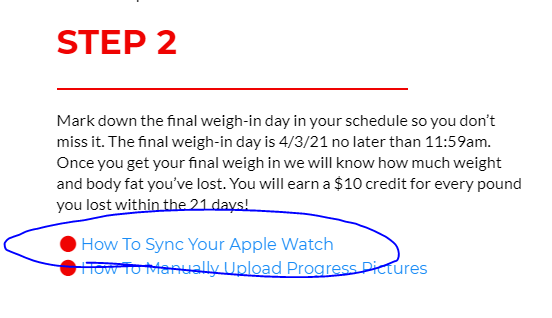 STEP 2
Mark down the final weigh-in day in your schedule so you don't
miss it. The final weigh-in day is 4/3/21 no later than 11:59am.
Once you get your final weigh in we will know how much weight
and body fat you've lost. You will earn a $10 credit for every pound
you lost within the 21 days!
How To Sync Your Apple Watch
How To Manually Upload Progress Pictures